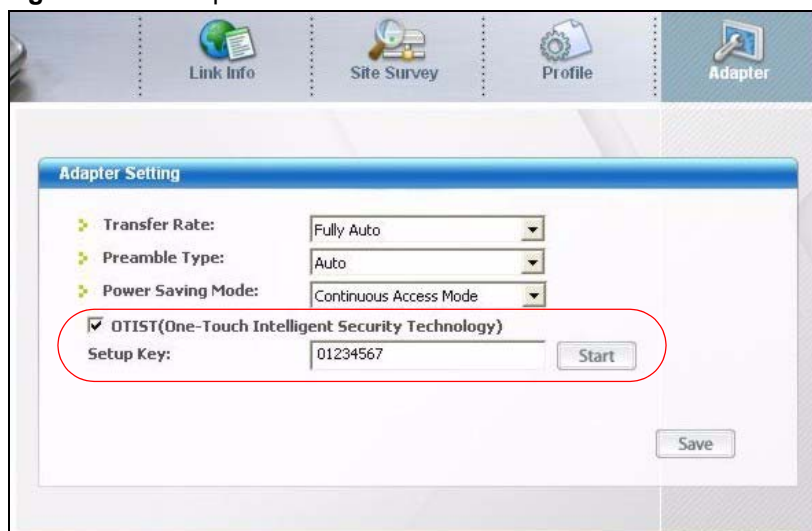 Link Info
Site Survey
Profile
Adapter
Adapter Setting
Transfer Rate: Fully Auto
Preamble Type: Auto
Power Saving Mode: Continuous Access Mode
OTIST(One-Touch Intelligent Security Technology)
Setup Key: 01234567 Start
Save